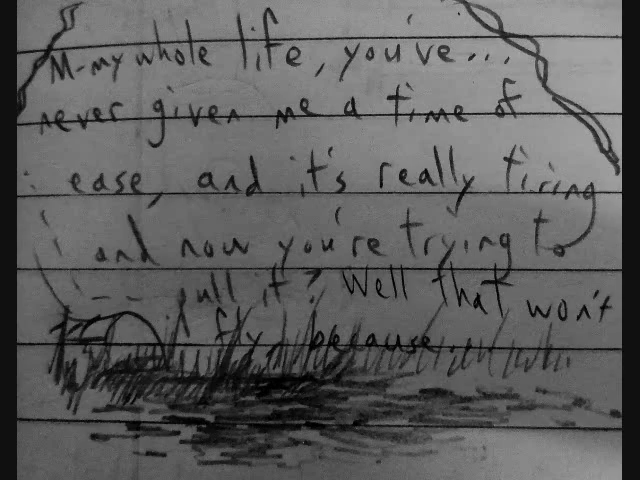 M-my whole life, you've...
never given me a time of
ease, and it's really tiring
and now you're trying to
it? Well that won't
fly, because..